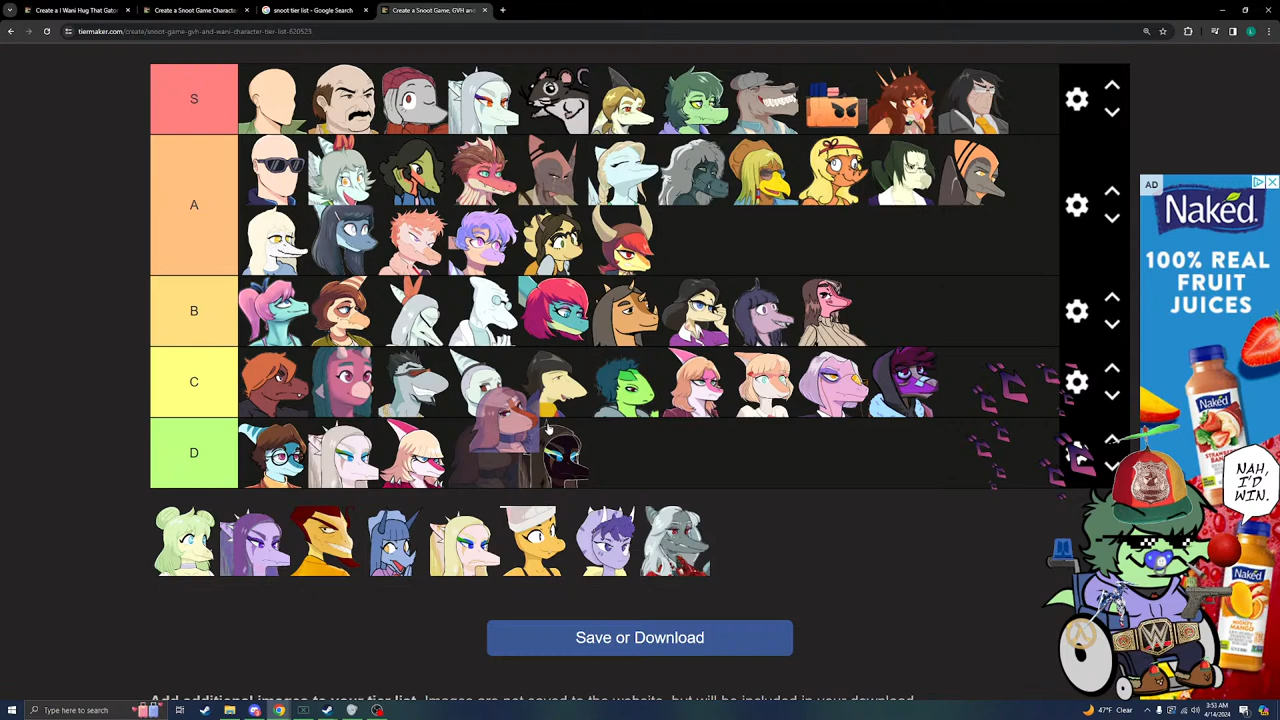 Create a I Wani Hug That Gator
Create a Snoot Game Character
snoot tier list - Google Search
Create a Snoot Game, GVH and
tiermaker.com/create/snoot-game-gvh-and-wani-character-tier-list-620523
S
A
B
C
D
AD
Naked
100% REAL
FRUIT
JUICES
NAH,
I'D
WIN.
Naked
Naked
Save or Download
Add additional images to your tier list. Images are not saved to the website, but will be included in your download.
Type here to search
47°F Clear
3:53 AM
4/14/2024